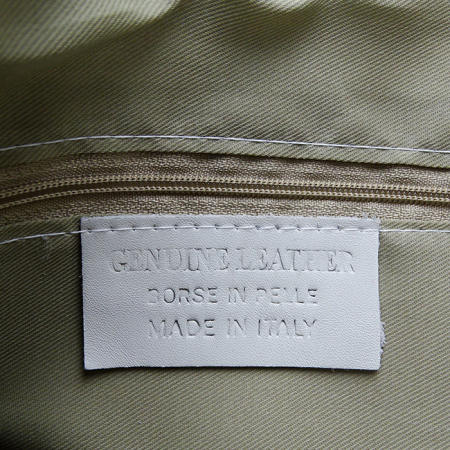 GENUINE LEATHER
BORSE IN PELLE
MADE IN ITALY